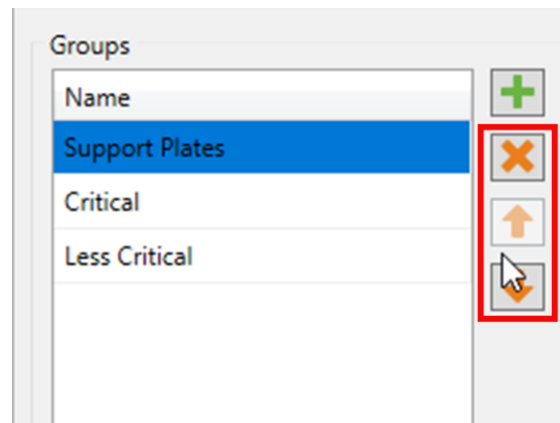 Groups
Name
Support Plates
Critical
Less Critical